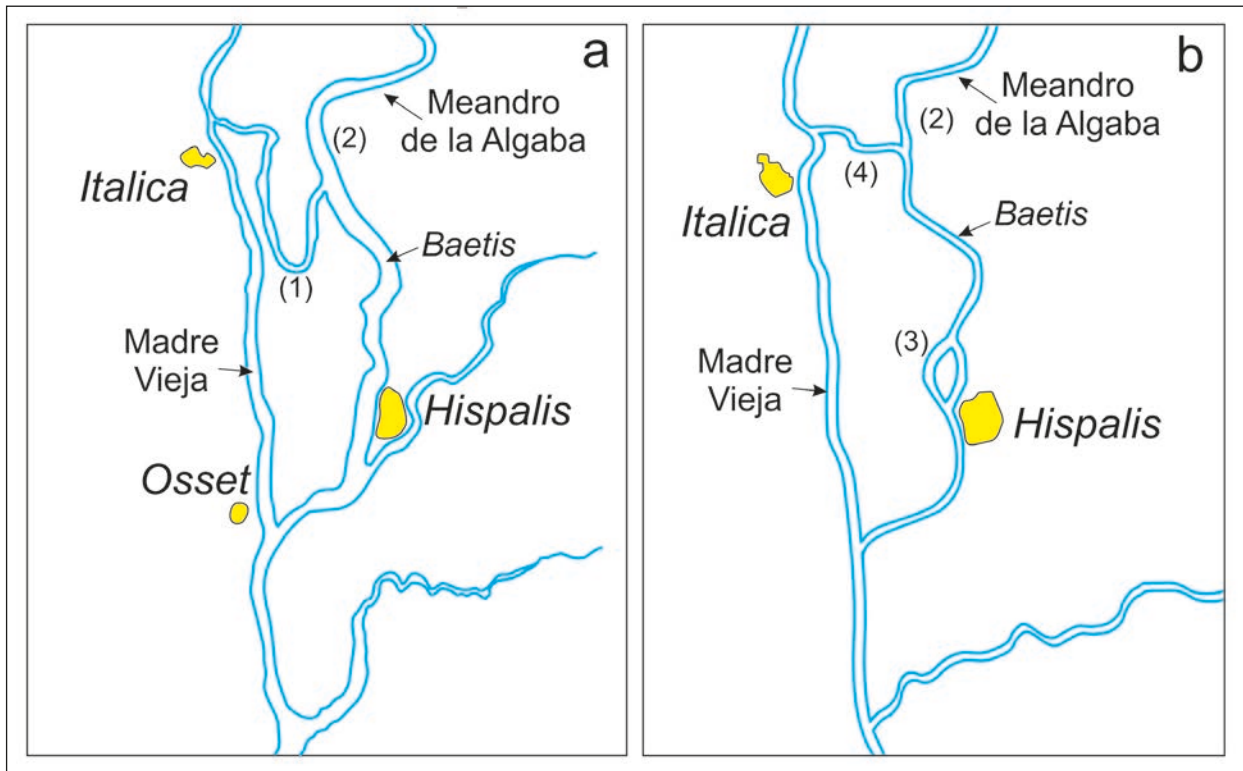 a
Meandro
de la Algaba
(2)
Italica
Baetis
(1)
Madre
Vieja
Hispalis
Osset
b
Meandro
de la Algaba
(2)
(4)
Italica
Baetis
(3)
Madre
Vieja
Hispalis